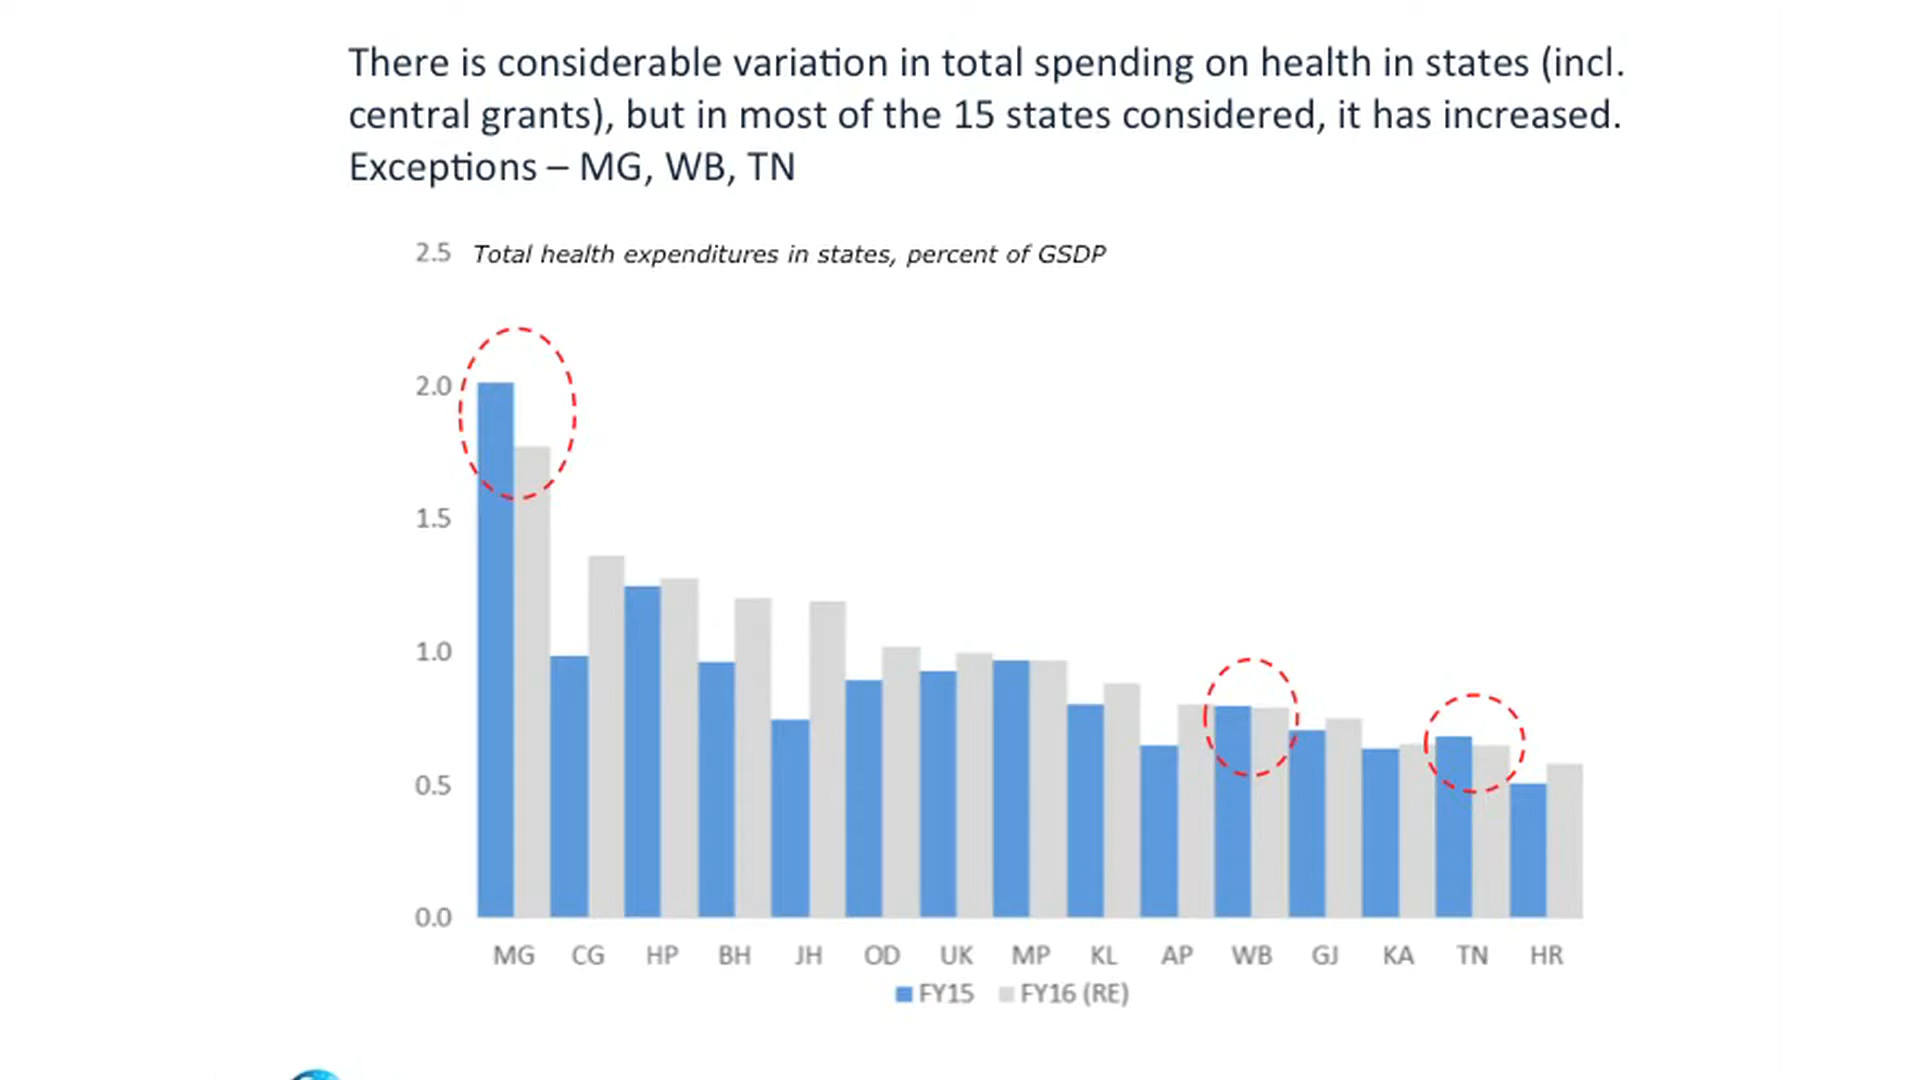 There is considerable variation in total spending on health in states (incl.
central grants), but in most of the 15 states considered, it has increased.
Exceptions – MG, WB, TN
2.5 Total health expenditures in states, percent of GSDP
2.0
1.5
1.0
0.5
0.0
MG CG HP BH JH OD UK MP KL AP WB GJ KA TN HR
FY15 FY16 (RE)